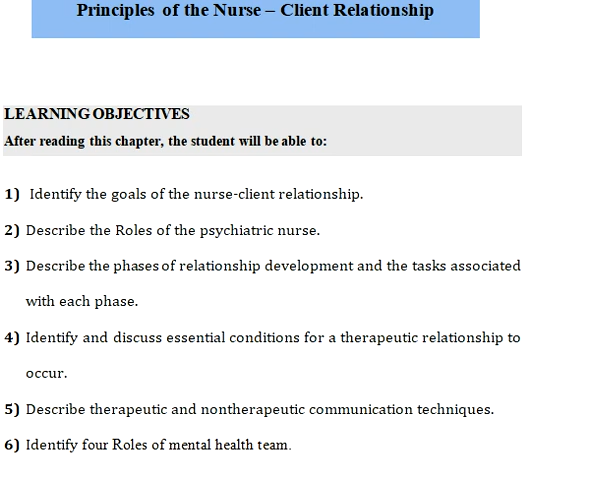 Principles of the Nurse – Client Relationship
LEARNING OBJECTIVES
After reading this chapter, the student will be able to:
1) Identify the goals of the nurse-client relationship.
2) Describe the Roles of the psychiatric nurse.
3) Describe the phases of relationship development and the tasks associated
with each phase.
4) Identify and discuss essential conditions for a therapeutic relationship to
occur.
5) Describe therapeutic and nontherapeutic communication techniques.
6) Identify four Roles of mental health team.